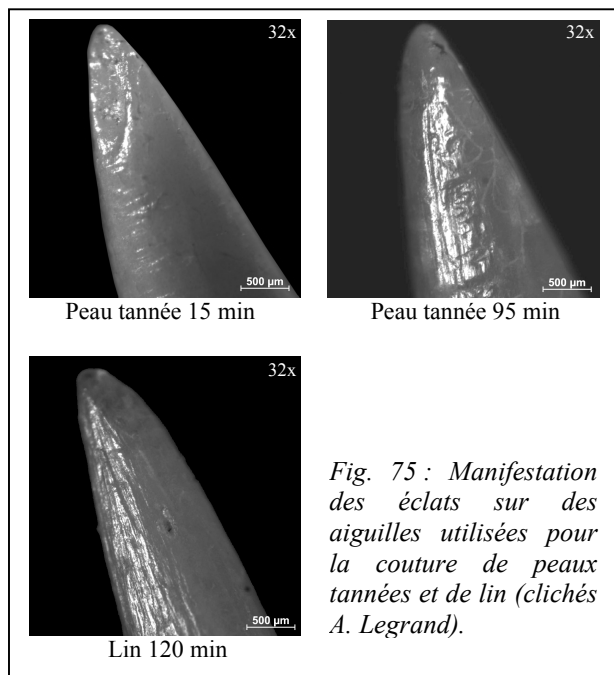 32x
500 µm
Peau tannée 15 min
32x
500 µm
Peau tannée 95 min
32x
500 µm
Lin 120 min
Fig. 75 : Manifestation
des éclats sur des
aiguilles utilisées pour
la couture de peaux
tannées et de lin (clichés
A. Legrand).